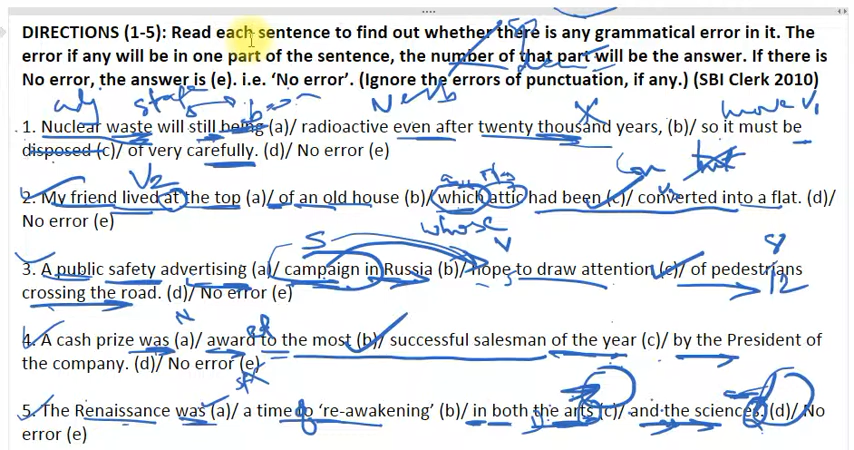 DIRECTIONS (1-5): Read each sentence to find out whether there is any grammatical error in it. The
error if any will be in one part of the sentence, the number of that part will be the answer. If there is
No error, the answer is (e). i.e. ‘No error’. (Ignore the errors of punctuation, if any.) (SBI Clerk 2010)
adj Verb move V1
1. Nuclear waste will still being (a)/ radioactive even after twenty thousand years, (b)/ so it must be
disposed (c)/ of very carefully. (d)/ No error (e)
V2
2. My friend lived at the top (a)/ of an old house (b)/ which attic had been (c)/ converted into a flat. (d)/
No error (e) whose V
S 8
3. A public safety advertising (a)/ campaign in Russia (b)/ hope to draw attention (c)/ of pedestrians
crossing the road. (d)/ No error (e) 12
N
4. A cash prize was (a)/ award to the most (b)/ successful salesman of the year (c)/ by the President of
the company. (d)/ No error (e)
5. The Renaissance was (a)/ a time to ‘re-awakening’ (b)/ in both the arts (c)/ and the sciences. (d)/ No
error (e)